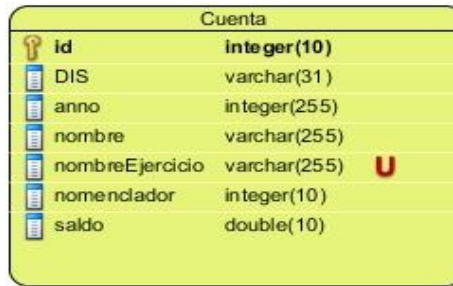 Cuenta
id integer(10)
DIS varchar(31)
anno integer(255)
nombre varchar(255)
nombreEjercicio varchar(255) U
nomenclador integer(10)
saldo double(10)